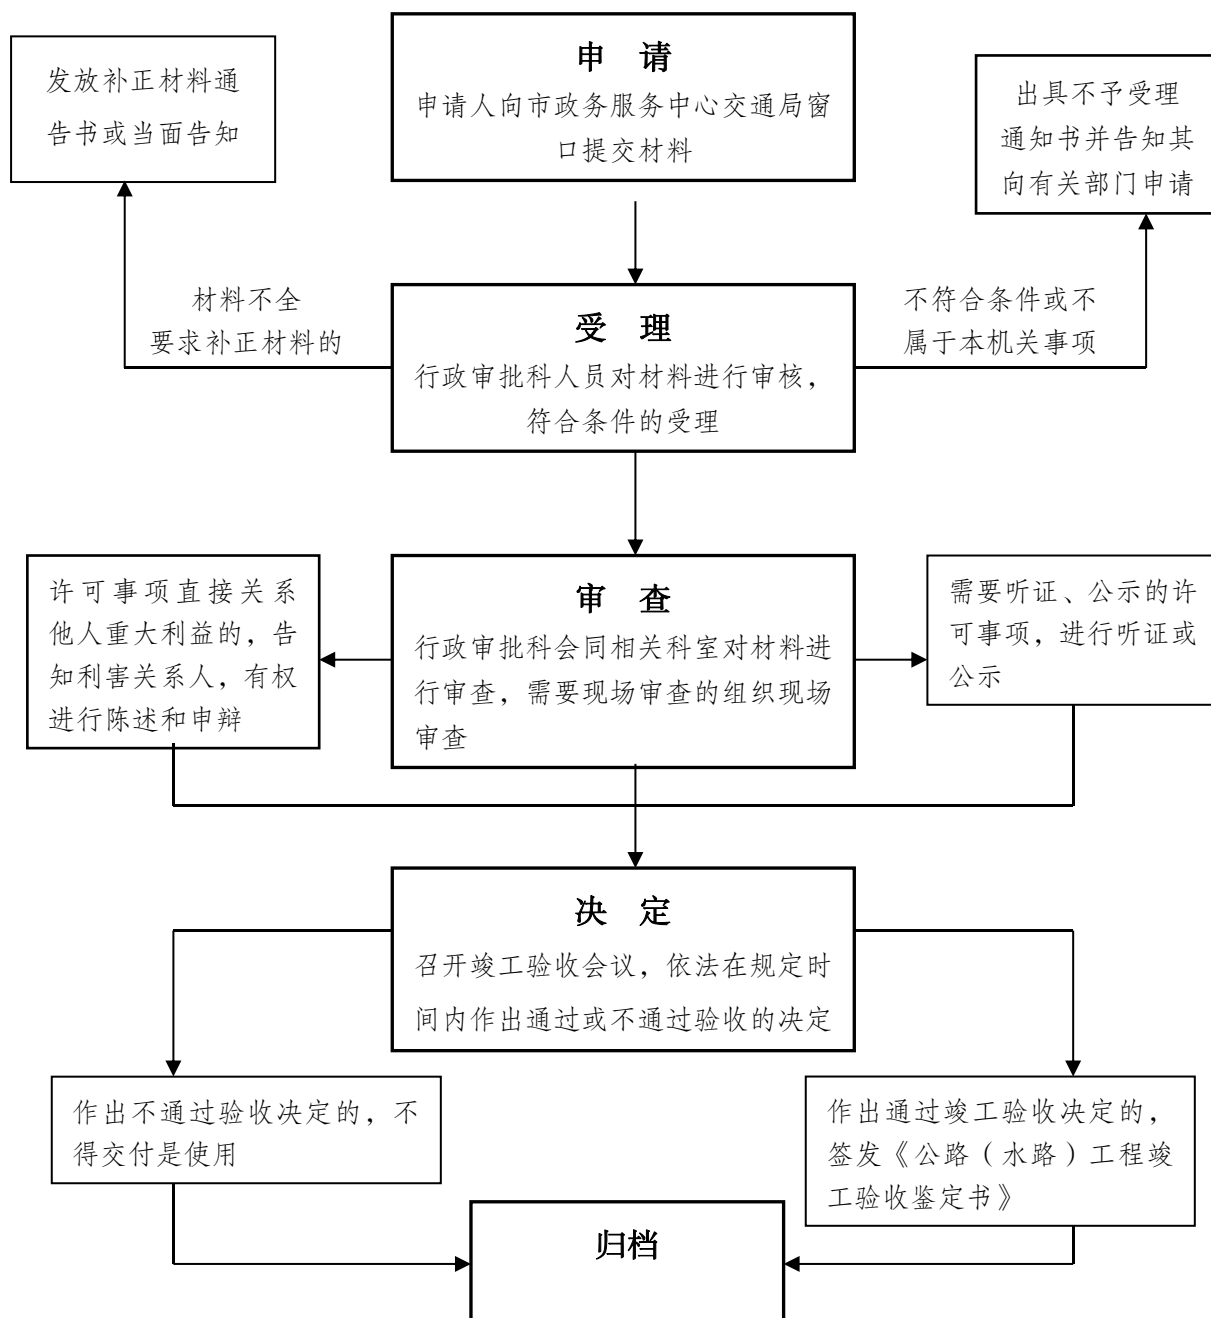 申 请
申请人向市政务服务中心交通局窗
口提交材料
发放补正材料通
告书或当面告知
出具不予受理
通知书并告知其
向有关部门申请
材料不全
要求补正材料的
不符合条件或不
属于本机关事项
受 理
行政审批科人员对材料进行审核，
符合条件的受理
许可事项直接关系
他人重大利益的，告
知利害关系人，有权
进行陈述和申辩
审 查
行政审批科会同相关科室对材料进
行审查，需要现场审查的组织现场
审查
需要听证、公示的许
可事项，进行听证或
公示
决 定
召开竣工验收会议，依法在规定时
间内作出通过或不通过验收的决定
作出不通过验收决定的，不
得交付是使用
作出通过竣工验收决定的，
签发《公路（水路）工程竣
工验收鉴定书》
归档